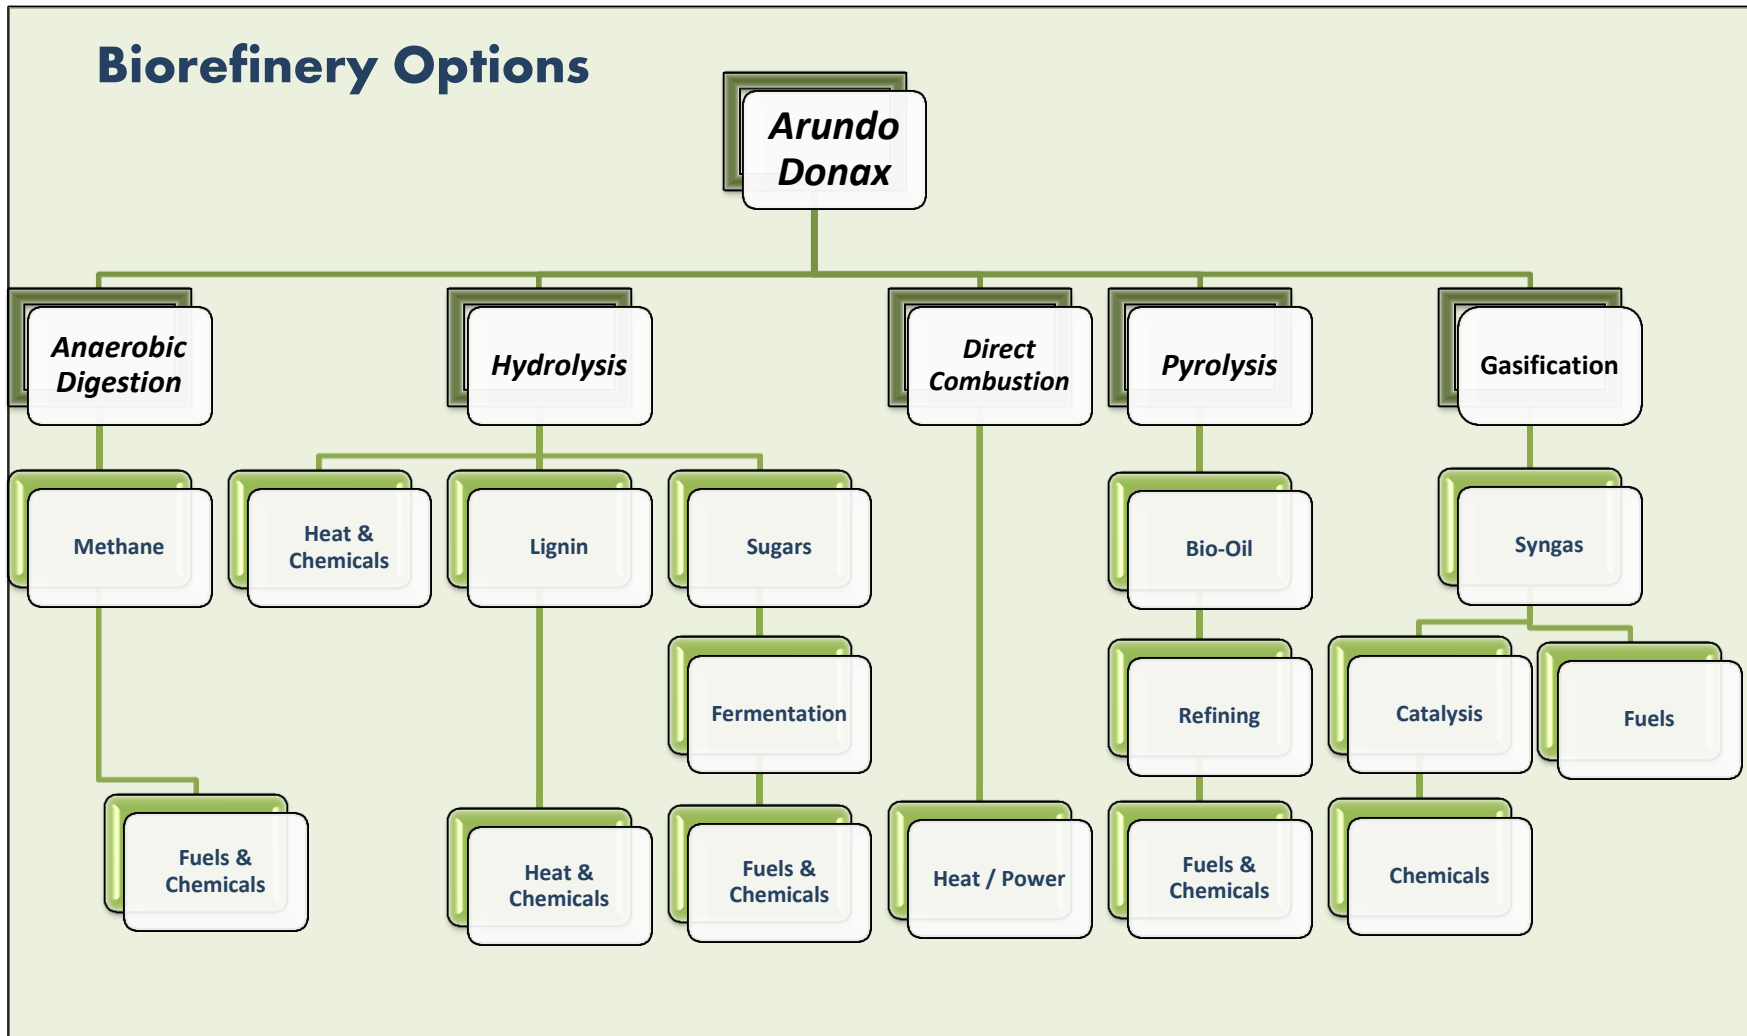 Biorefinery Options
Arundo
Donax
Anaerobic
Digestion
Hydrolysis
Direct
Combustion
Pyrolysis
Gasification
Methane
Heat &
Chemicals
Lignin
Sugars
Bio-Oil
Syngas
Fermentation
Refining
Catalysis
Fuels
Fuels &
Chemicals
Heat &
Chemicals
Fuels &
Chemicals
Heat / Power
Fuels &
Chemicals
Chemicals